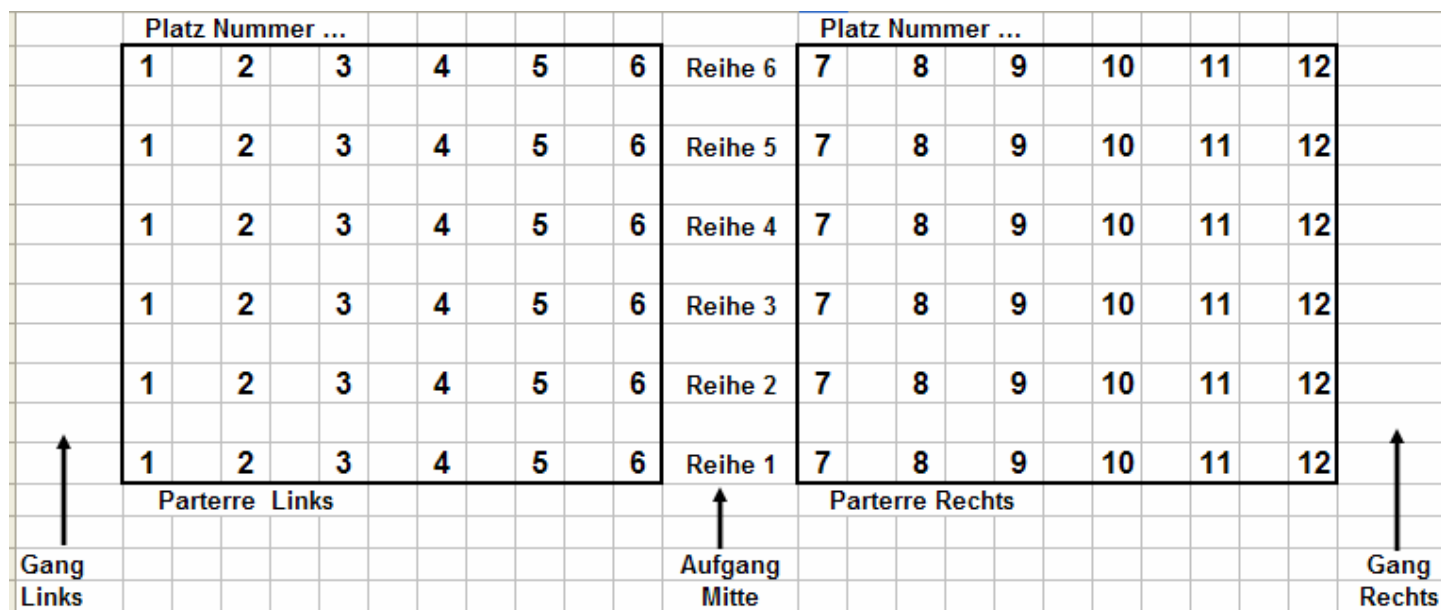 Platz Nummer ... Platz Nummer ...
1 2 3 4 5 6 Reihe 6 7 8 9 10 11 12
1 2 3 4 5 6 Reihe 5 7 8 9 10 11 12
1 2 3 4 5 6 Reihe 4 7 8 9 10 11 12
1 2 3 4 5 6 Reihe 3 7 8 9 10 11 12
1 2 3 4 5 6 Reihe 2 7 8 9 10 11 12
1 2 3 4 5 6 Reihe 1 7 8 9 10 11 12
Parterre Links Parterre Rechts
Gang Aufgang Gang
Links Mitte Rechts